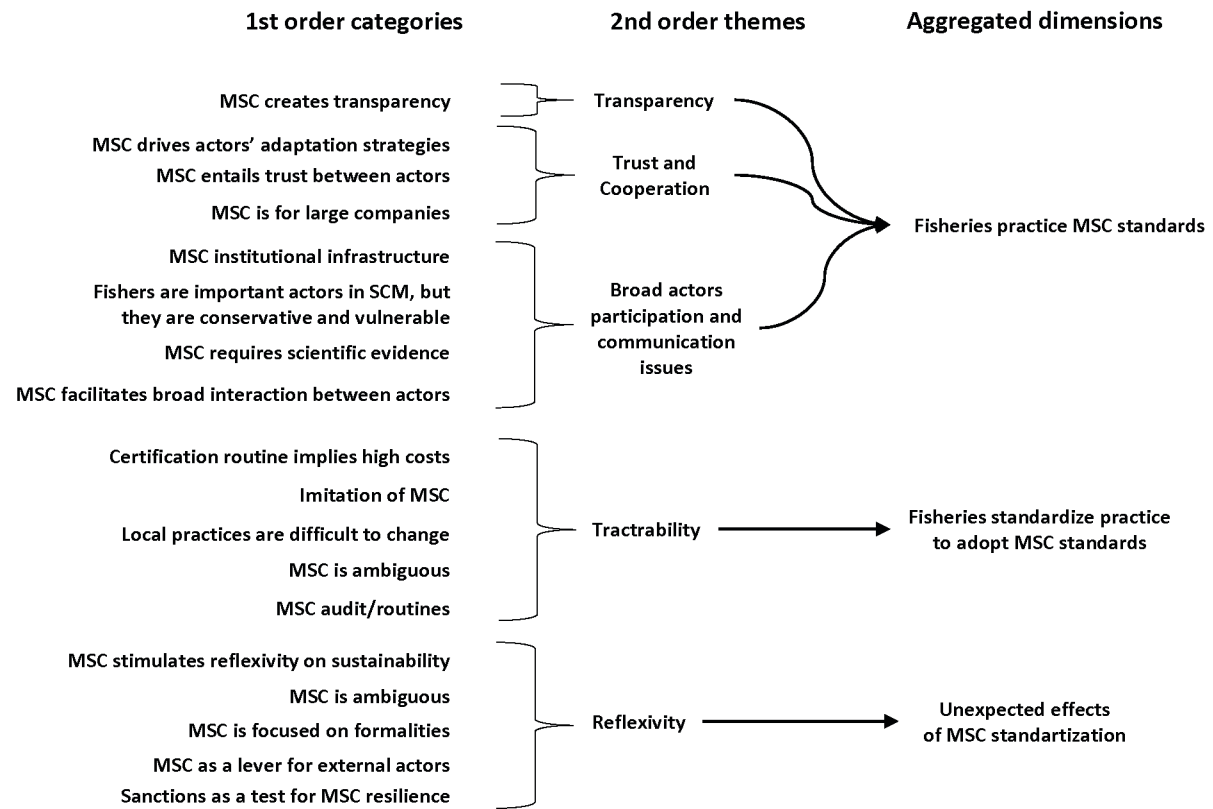 1st order categories
2nd order themes
Aggregated dimensions
MSC creates transparency
Transparency
MSC drives actors’ adaptation strategies
MSC entails trust between actors
MSC is for large companies
Trust and
Cooperation
Fisheries practice MSC standards
MSC institutional infrastructure
Fishers are important actors in SCM, but
they are conservative and vulnerable
MSC requires scientific evidence
MSC facilitates broad interaction between actors
Broad actors
participation and
communication
issues
Certification routine implies high costs
Imitation of MSC
Local practices are difficult to change
MSC is ambiguous
MSC audit/routines
Tractrability
Fisheries standardize practice
to adopt MSC standards
MSC stimulates reflexivity on sustainability
MSC is ambiguous
MSC is focused on formalities
MSC as a lever for external actors
Sanctions as a test for MSC resilience
Reflexivity
Unexpected effects
of MSC standartization